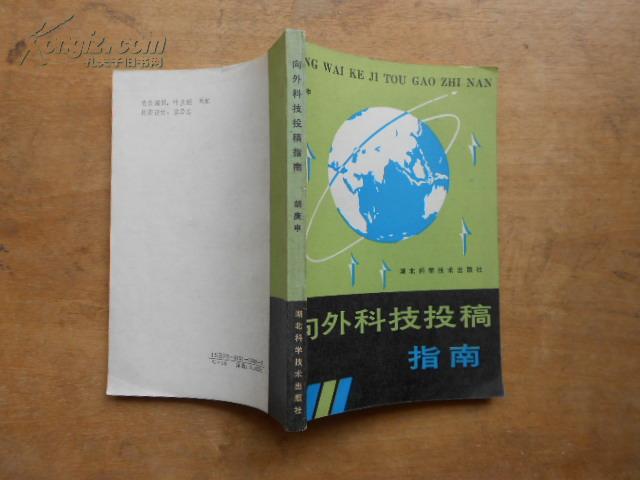 Kongfz.com
孔夫子旧书网
向外科技投稿指南
胡庚申
湖北科学技术出版社
NG WAI KE JI TOU GAO ZHI NAN
申
湖北科学技术出版社
向外科技投稿
指南